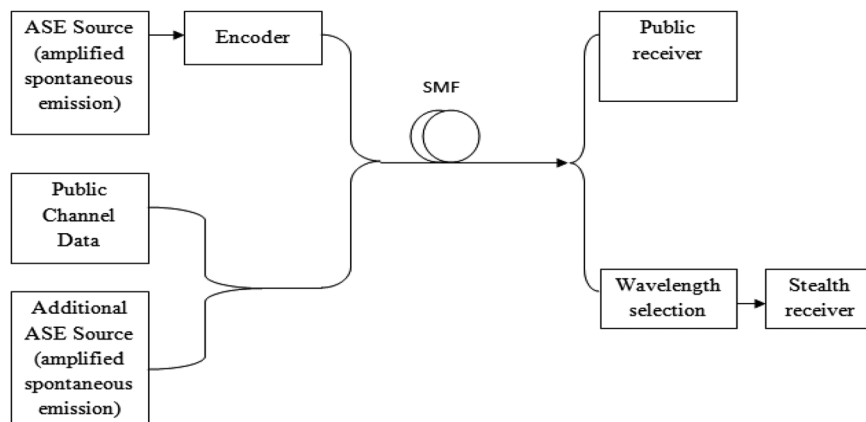 ASE Source
(amplified
spontaneous
emission)
Encoder
Public
Channel
Data
Additional
ASE Source
(amplified
spontaneous
emission)
SMF
Public
receiver
Wavelength
selection
Stealth
receiver